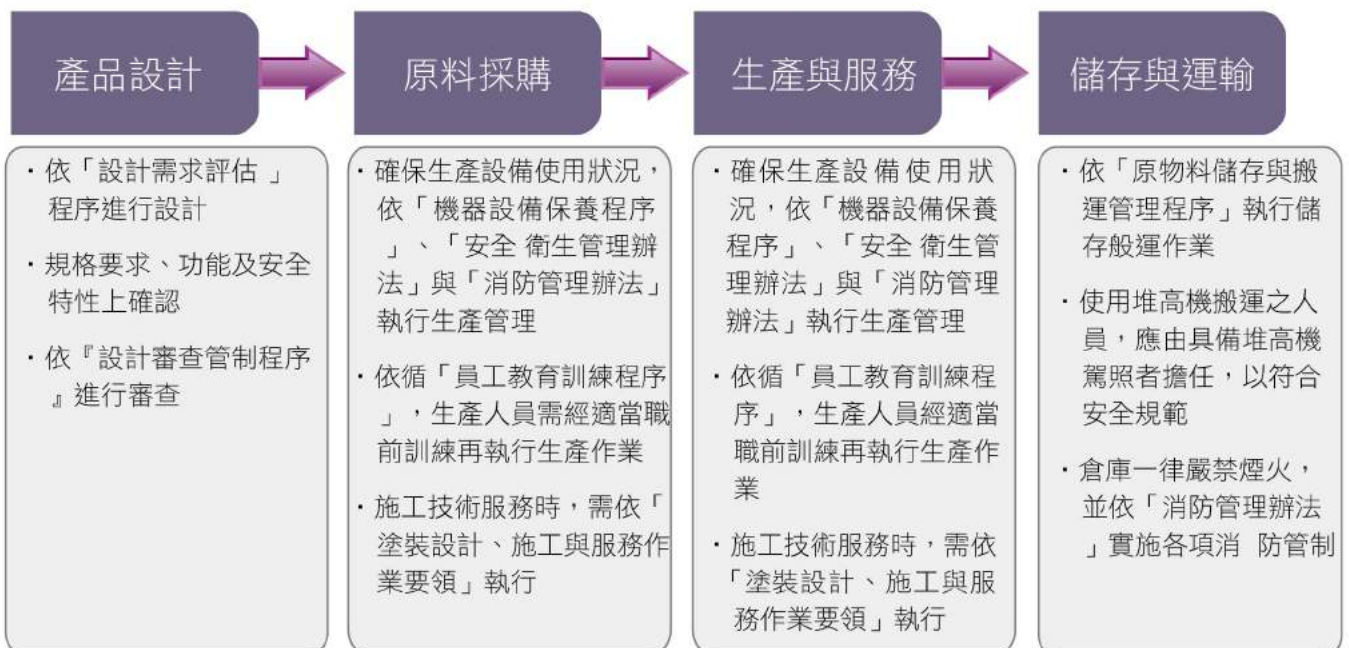 產品設計
原料採購
生產與服務
儲存與運輸
・依「設計需求評估 」
程序進行設計
・規格要求、功能及安全
特性上確認
・依『設計審查管制程序
』進行審查
・確保生產設備使用狀況，
依「機器設備保養程序
」、「安全 衛生管理辦
法」與「消防管理辦法」
執行生產管理
・依循「員工教育訓練程序
」，生產人員需經適當職
前訓練再執行生產作業
・施工技術服務時，需依「
塗裝設計、施工與服務作
業要領」執行
・確保生產設備使用狀
況，依「機器設備保養
程序」、「安全 衛生管
理辦法」與「消防管理
辦法」執行生產管理
・依循「員工教育訓練程
序」，生產人員經適當
職前訓練再執行生產作
業
・施工技術服務時，需依
「塗裝設計、施工與服
務作業要領」執行
・依「原物料儲存與搬
運管理程序」執行儲
存般運作業
・使用堆高機搬運之人
員，應由具備堆高機
駕照者擔任，以符合
安全規範
・倉庫一律嚴禁煙火，
並依「消防管理辦法
」實施各項消 防管制